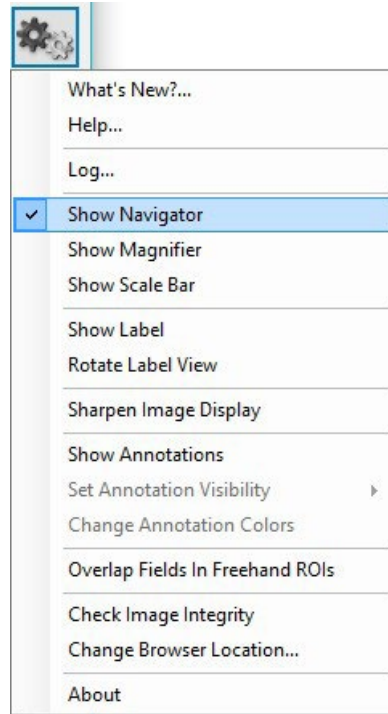 What's New?...
Help...
Log...
Show Navigator
Show Magnifier
Show Scale Bar
Show Label
Rotate Label View
Sharpen Image Display
Show Annotations
Set Annotation Visibility
Change Annotation Colors
Overlap Fields In Freehand ROIs
Check Image Integrity
Change Browser Location...
About